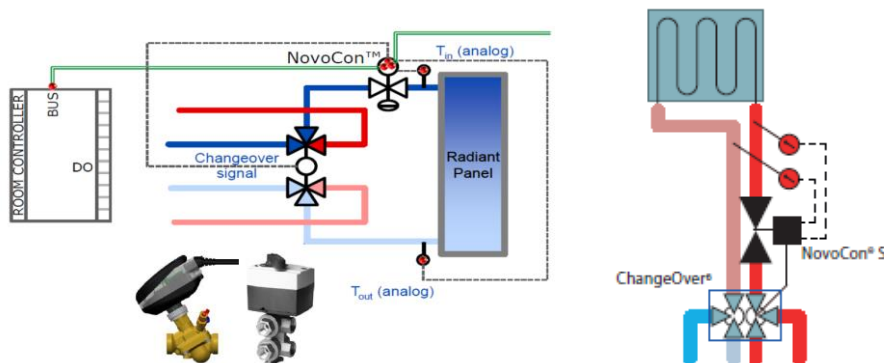 NovoCon™
T_in (analog)
ROOM CONTROLLER
BUS
DO
Changeover
signal
Radiant
Panel
T_out (analog)
NovoCon® S
ChangeOver⁶